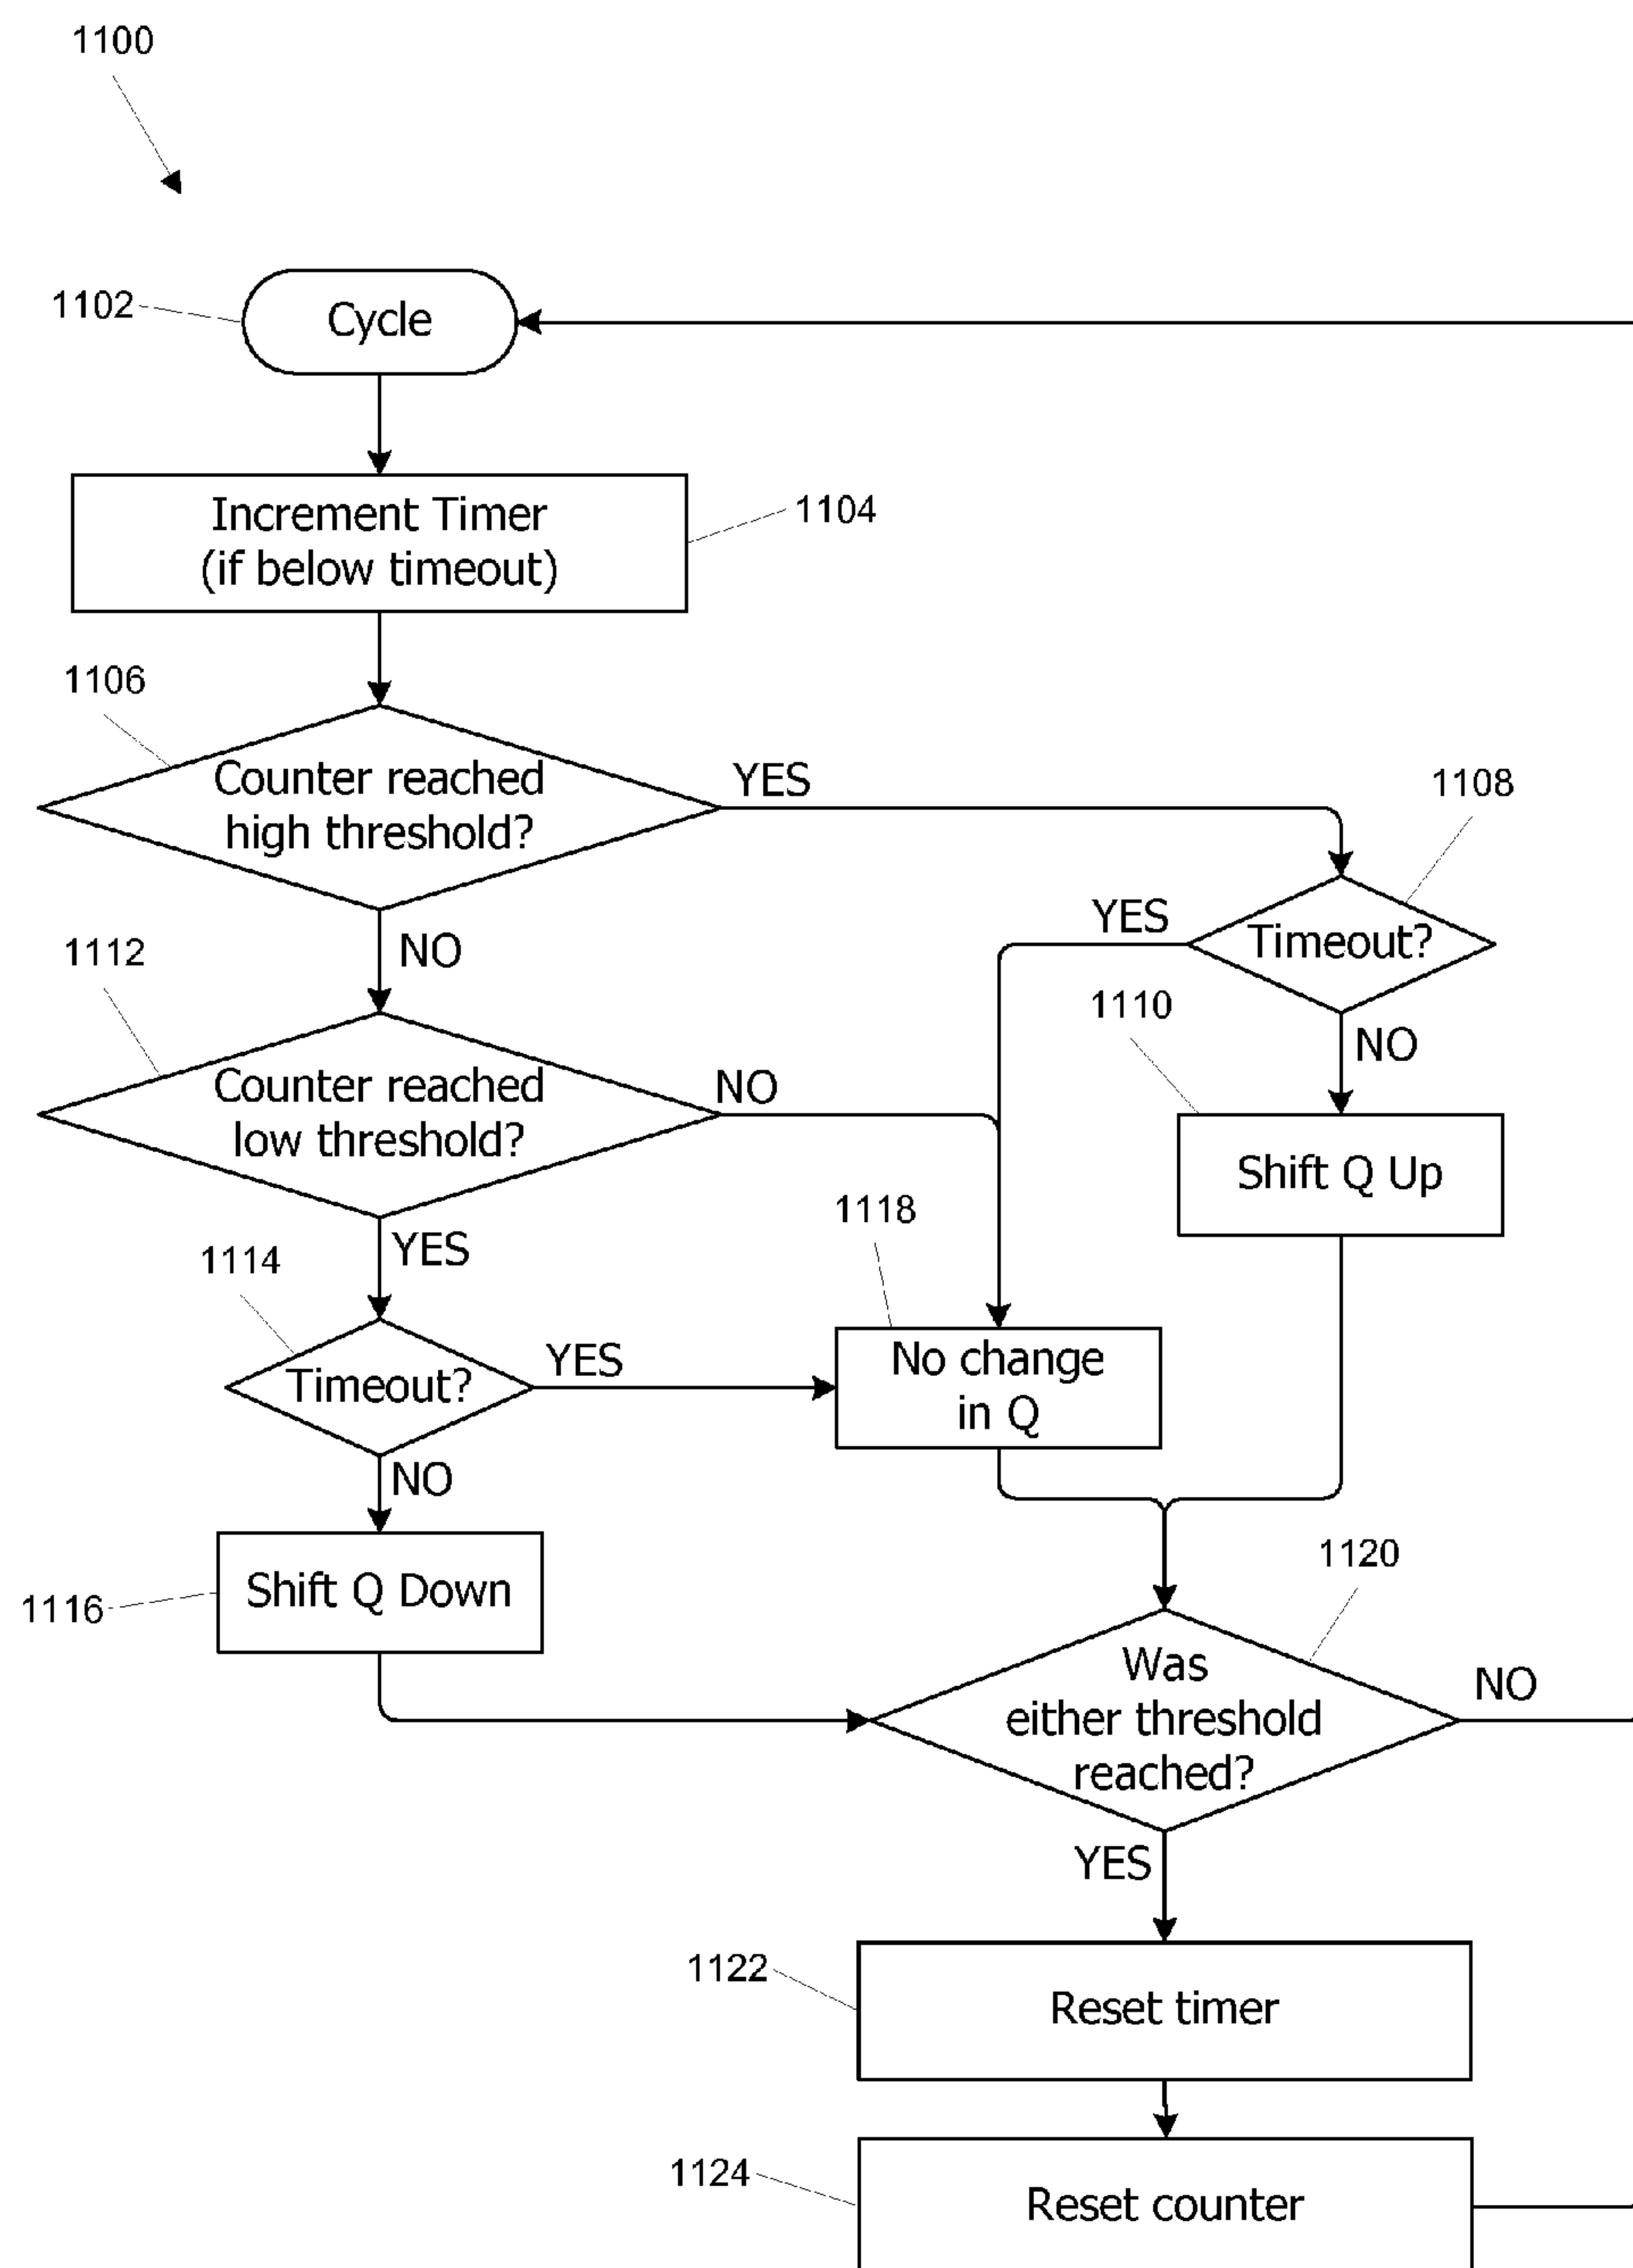 1100
1102
Cycle
Increment Timer
(if below timeout)
1104
1106
Counter reached
high threshold?
YES
1108
Timeout?
YES
NO
1112
NO
1110
Counter reached
low threshold?
NO
Shift Q Up
1118
YES
1114
Timeout?
YES
No change
in Q
NO
1116
Shift Q Down
1120
Was
either threshold
reached?
NO
YES
1122
Reset timer
1124
Reset counter